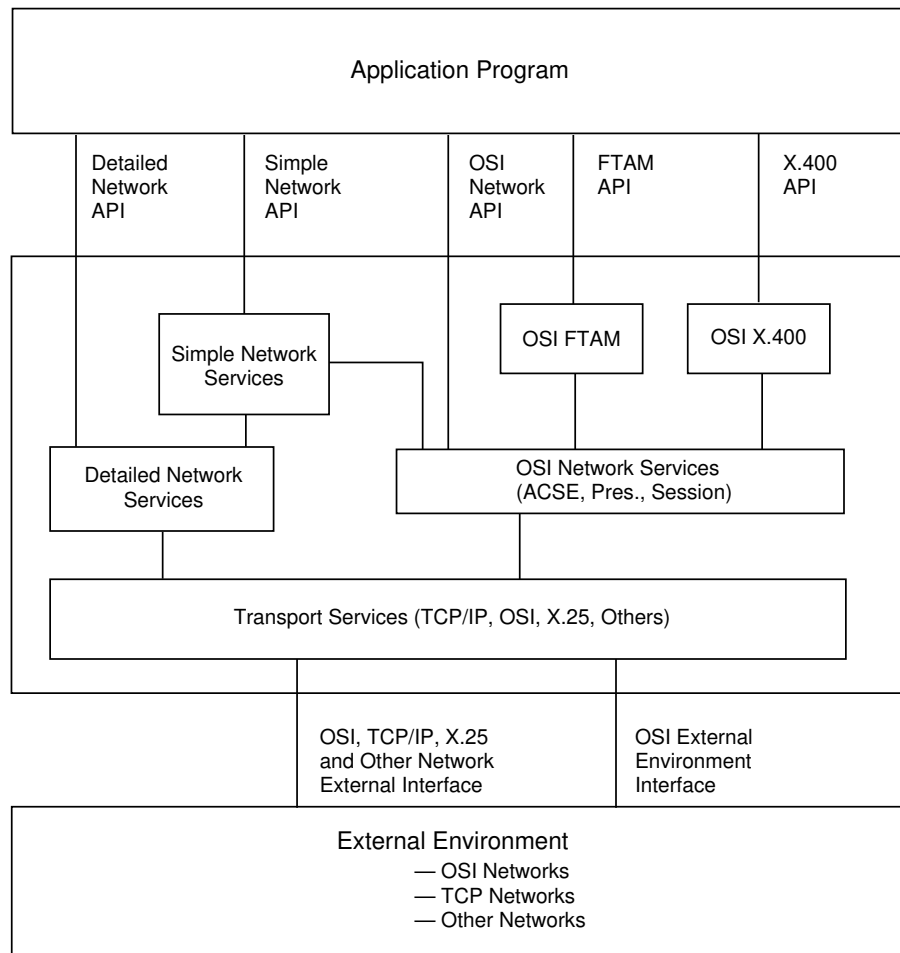 Application Program
Detailed
Network
API
Simple
Network
API
OSI
Network
API
FTAM
API
X.400
API
Simple Network
Services
OSI FTAM
OSI X.400
Detailed Network
Services
OSI Network Services
(ACSE, Pres., Session)
Transport Services (TCP/IP, OSI, X.25, Others)
OSI, TCP/IP, X.25
and Other Network
External Interface
OSI External
Environment
Interface
External Environment
— OSI Networks
— TCP Networks
— Other Networks